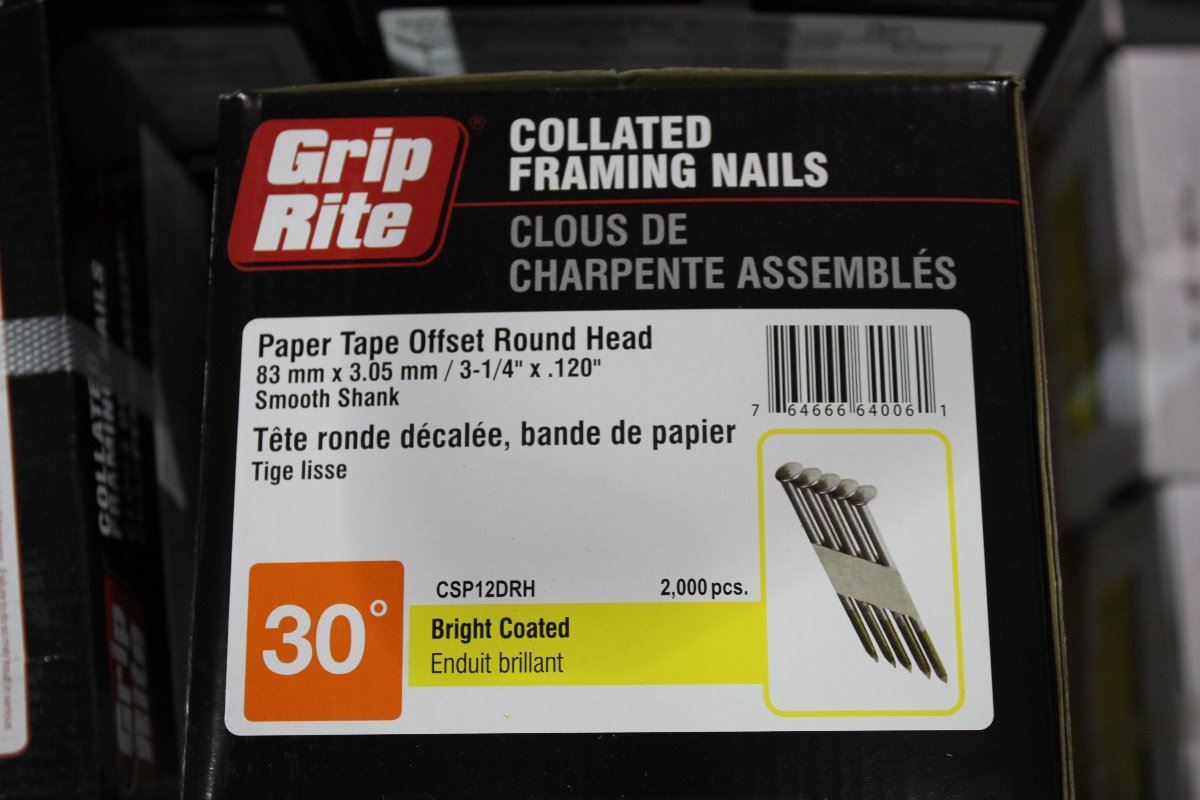 Grip
Rite®
COLLATED
FRAMING NAILS
CLOUS DE
CHARPENTE ASSEMBLÉS
Paper Tape Offset Round Head
83 mm x 3.05 mm / 3-1/4" x .120"
Smooth Shank
Tête ronde décalée, bande de papier
Tige lisse
7 64666 64006 1
30°
CSP12DRH 2,000 pcs.
Bright Coated
Enduit brillant
Grip
Rite